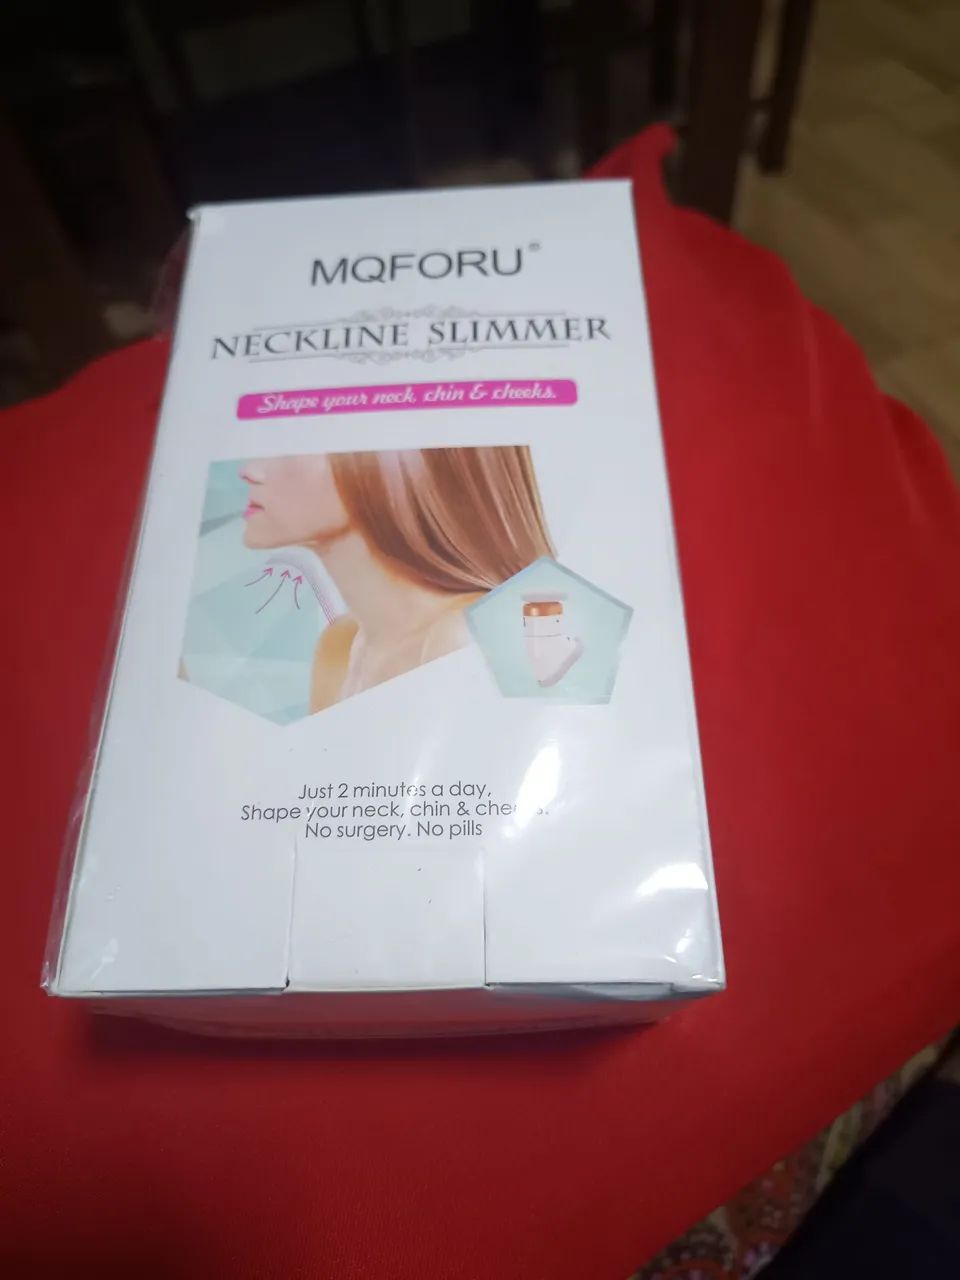 MQFORU®
NECKLINE SLIMMER
Shape your neck, chin & cheeks.
Just 2 minutes a day,
Shape your neck, chin & cheeks.
No surgery. No pills